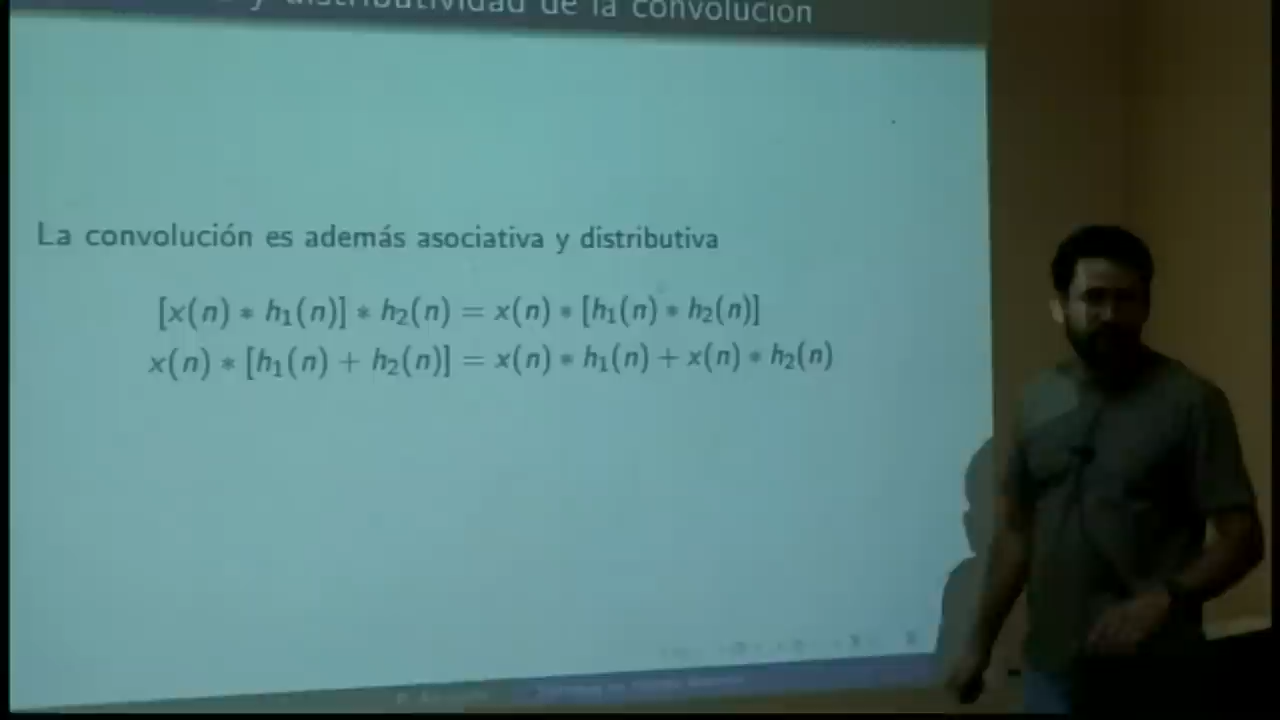 y distributividad de la convolución
La convolución es además asociativa y distributiva
[x(n) * h₁(n)] * h₂(n) = x(n) * [h₁(n) * h₂(n)]
x(n) * [h₁(n) + h₂(n)] = x(n) * h₁(n) + x(n) * h₂(n)